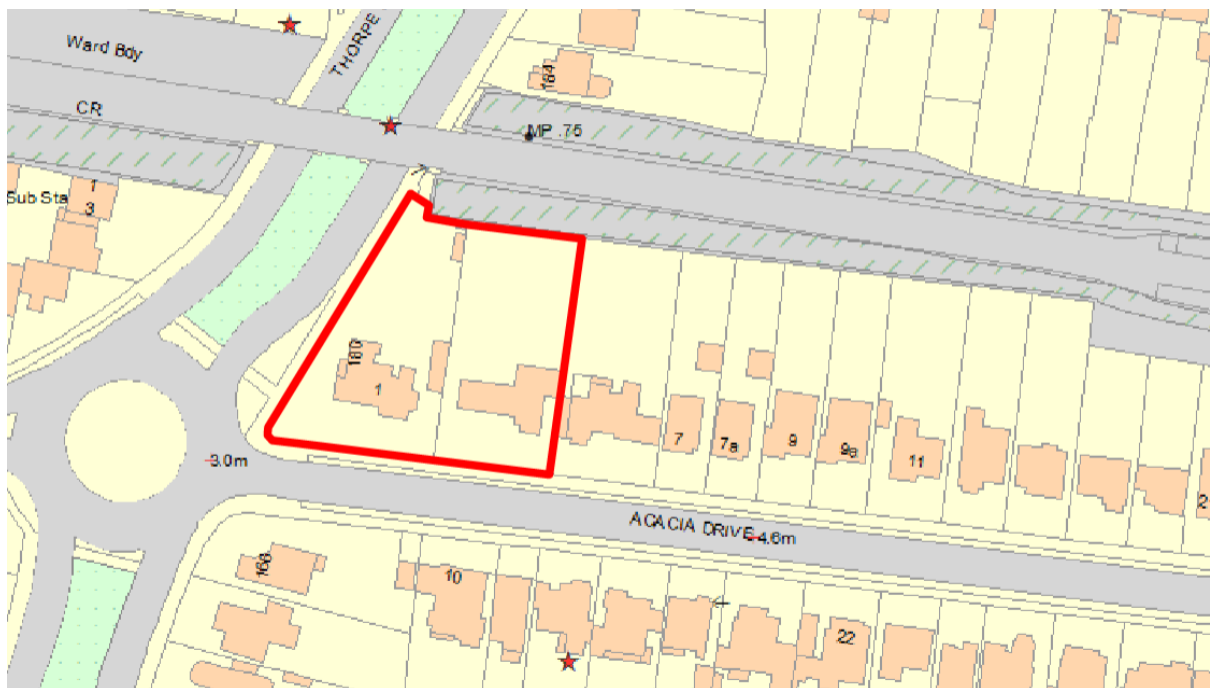 Ward Bdy
THORPE
164
CR
MP .75
1
Sub Sta
3
180
1
7
7a
9
9a
11
3.0m
2
ACACIA DRIVE
4.6m
168
10
22